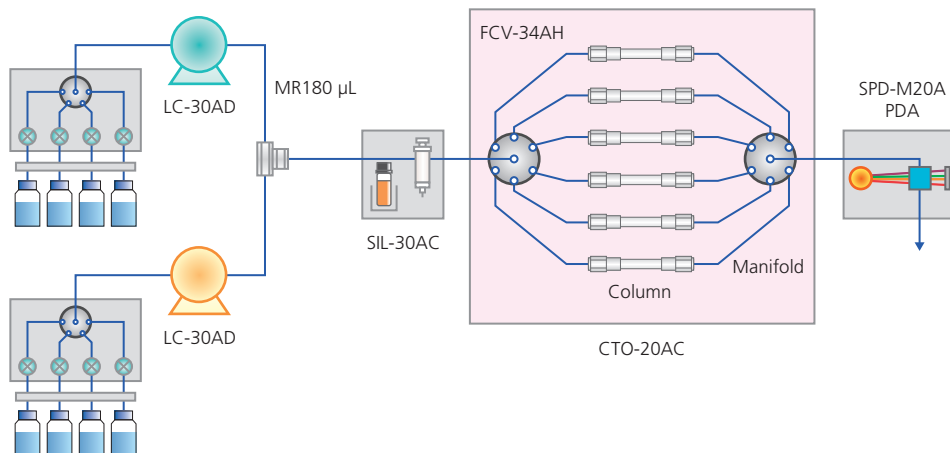 LC-30AD
MR180 µL
SIL-30AC
FCV-34AH
Column
Manifold
CTO-20AC
SPD-M20A
PDA
LC-30AD